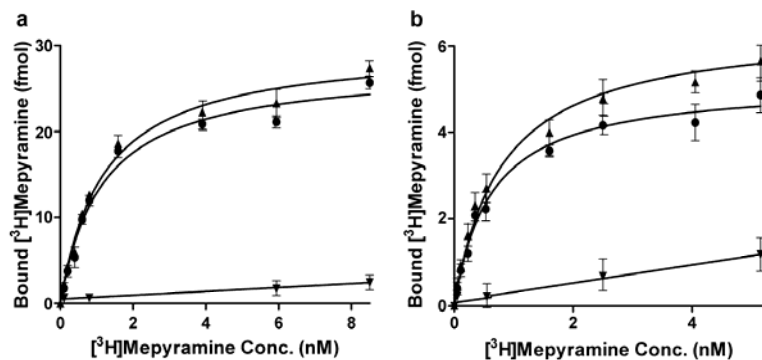 a
Bound [³H]Mepyramine (fmol)
30
20
10
0
0 2 4 6 8
[³H]Mepyramine Conc. (nM)
b
Bound [³H]Mepyramine (fmol)
6
4
2
0
0 2 4
[³H]Mepyramine Conc. (nM)